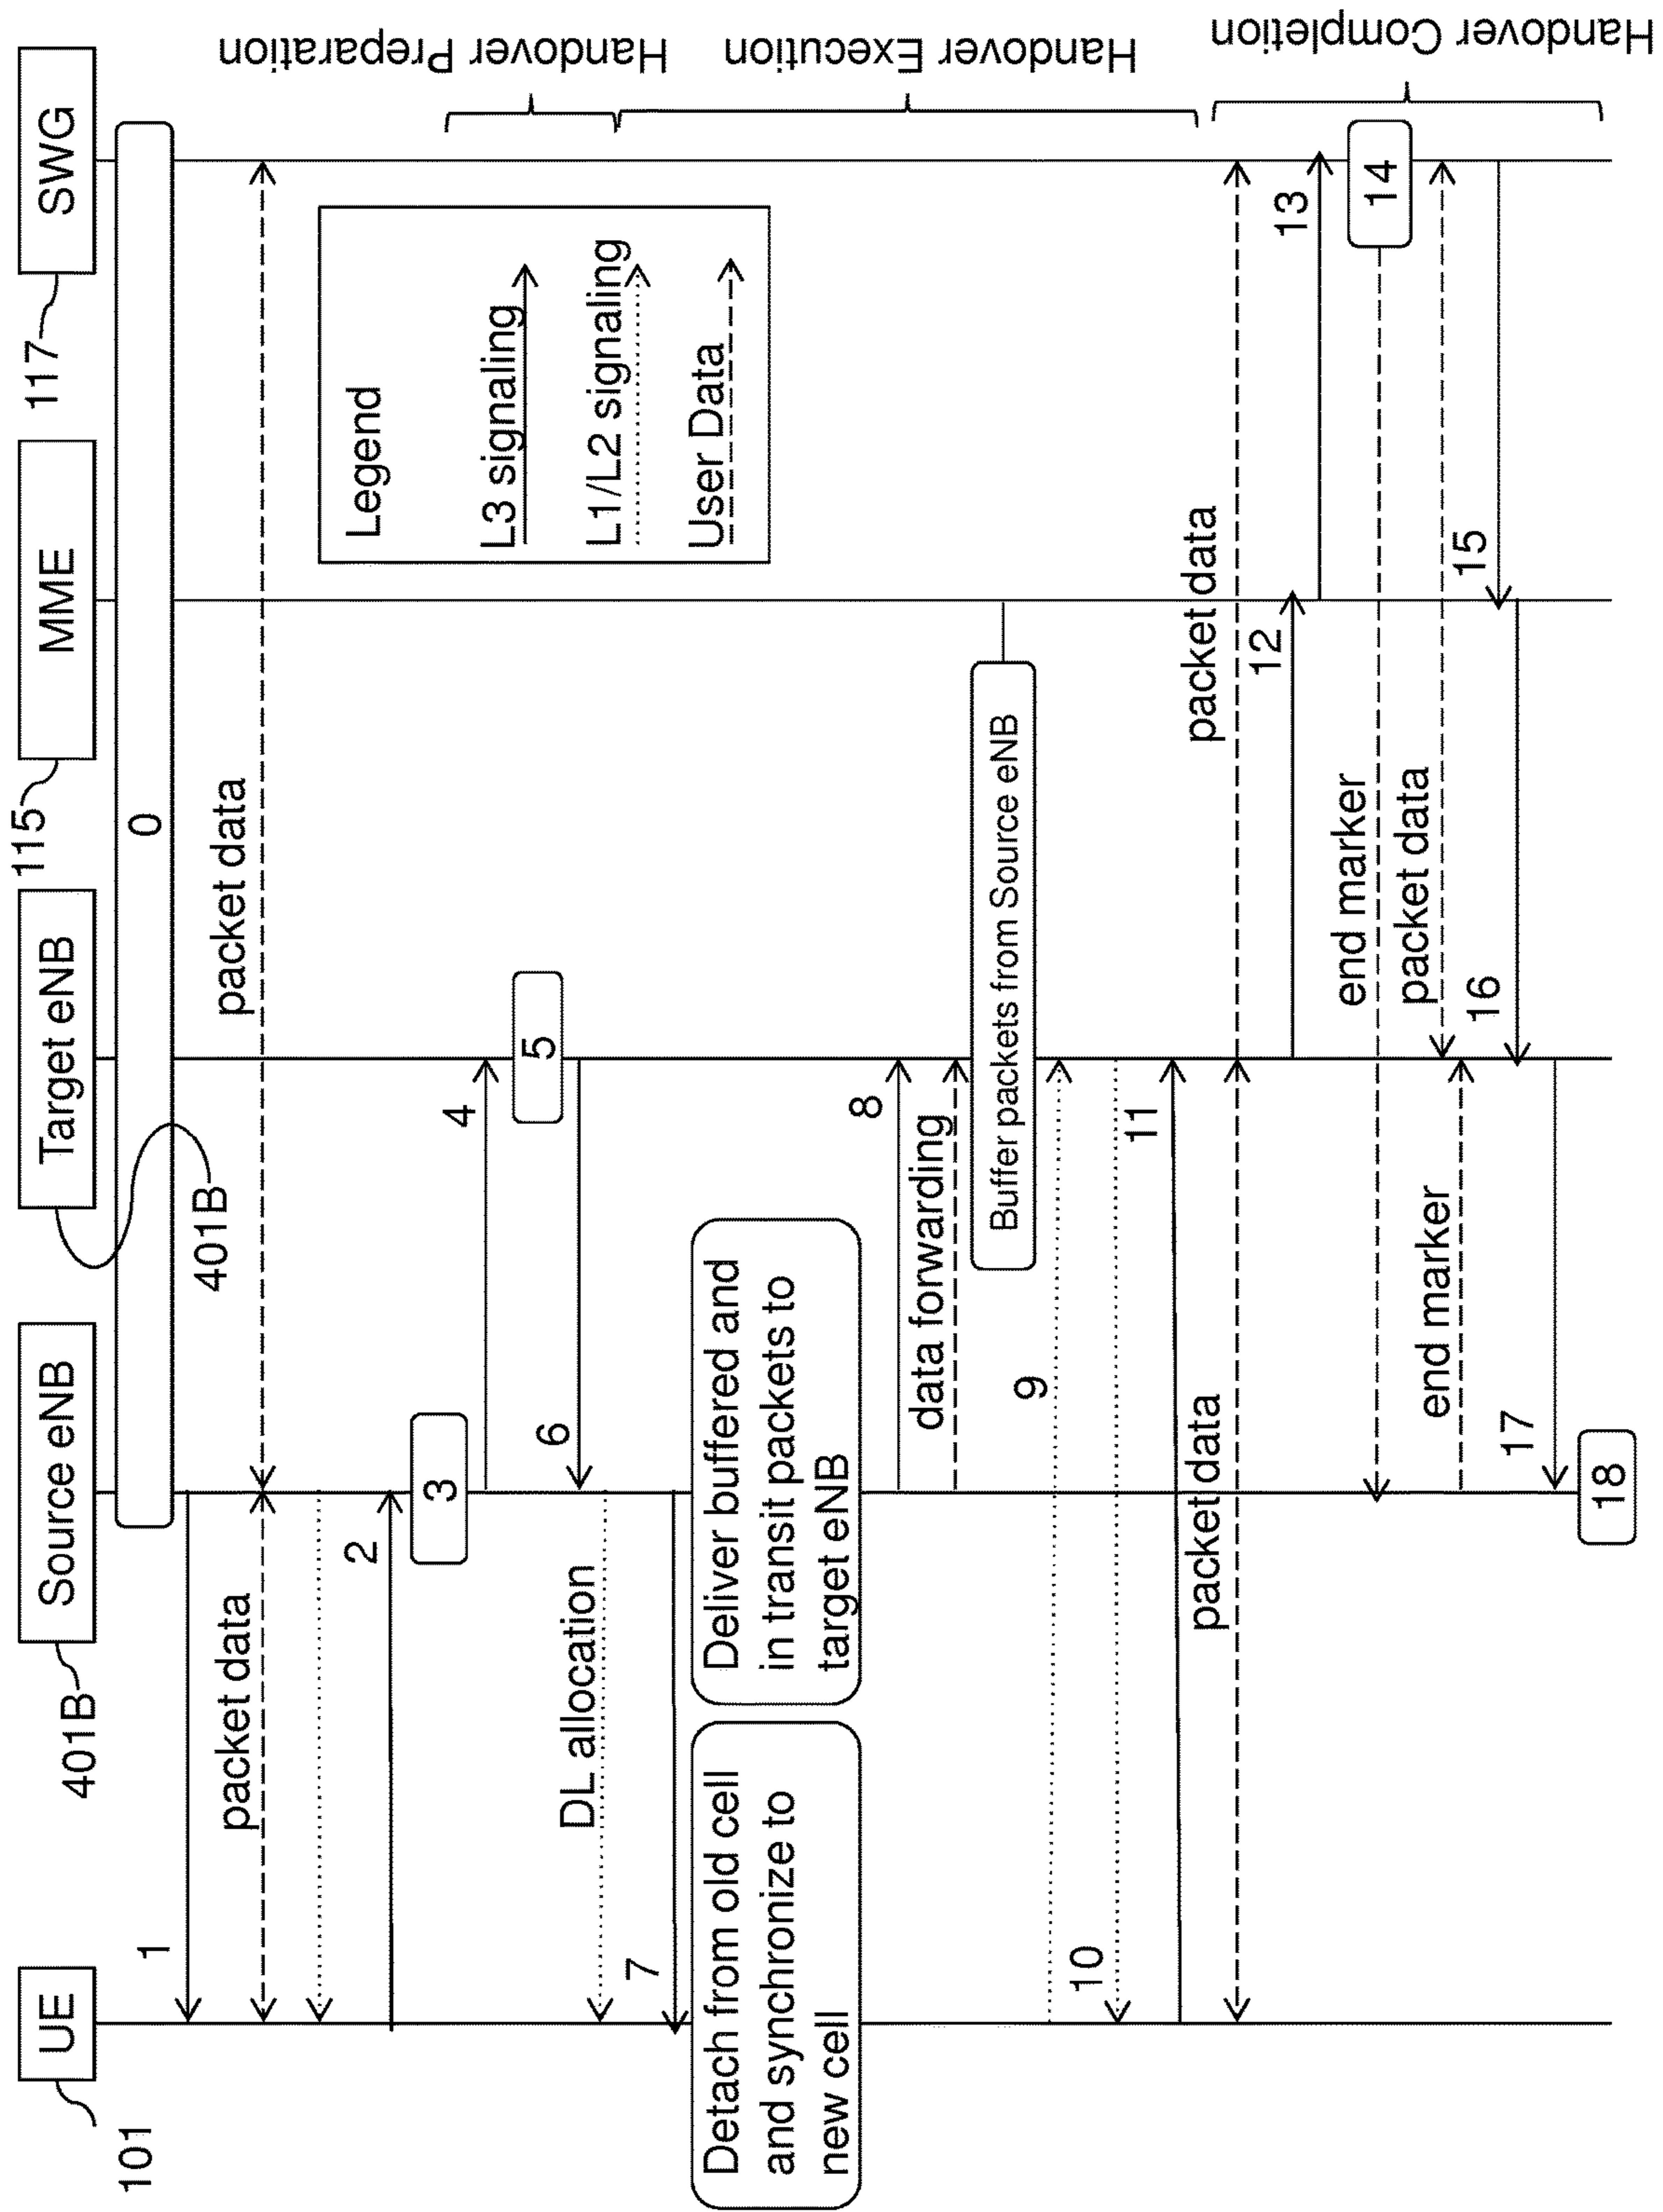 UE
Source eNB
Target eNB
MME
SWG
101
401B
401B
115
117
0
1
packet data
packet data
2
3
4
5
6
DL allocation
7
Legend
L3 signaling
L1/L2 signaling
User Data
Handover Preparation
Handover Execution
Handover Completion
Detach from old cell
and synchronize to
new cell
Deliver buffered and
in transit packets to
target eNB
8
data forwarding
Buffer packets from Source eNB
9
10
11
packet data
packet data
12
13
end marker
14
packet data
end marker
15
16
17
18